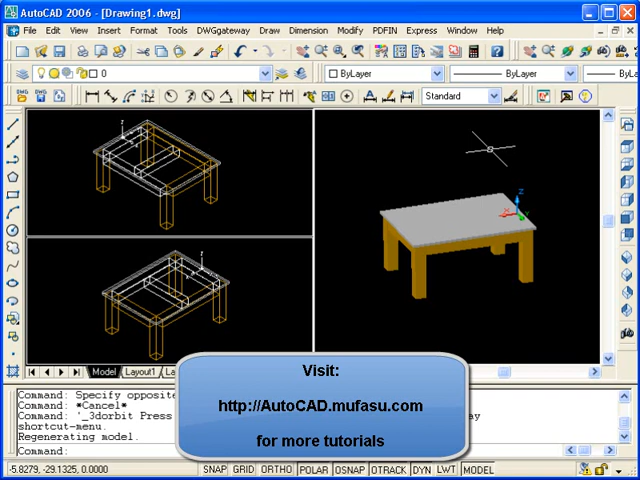 AutoCAD 2006 - [Drawing1.dwg]
File Edit View Insert Format Tools DWGgateway Draw Dimension Modify PDFIN Express Window Help
0
ByLayer
ByLayer
ByLay
Standard
Z
Model
Layout1
Command: Specify opposit
Command: *Cancel*
Command: '_3dorbit Press
ay
shortcut-menu.
Regenerating model.
Command:
Visit:
http://AutoCAD.mufasu.com
for more tutorials
-5.8279, -29.1325, 0.0000
SNAP GRID ORTHO POLAR OSNAP OTRACK DYN LWT MODEL